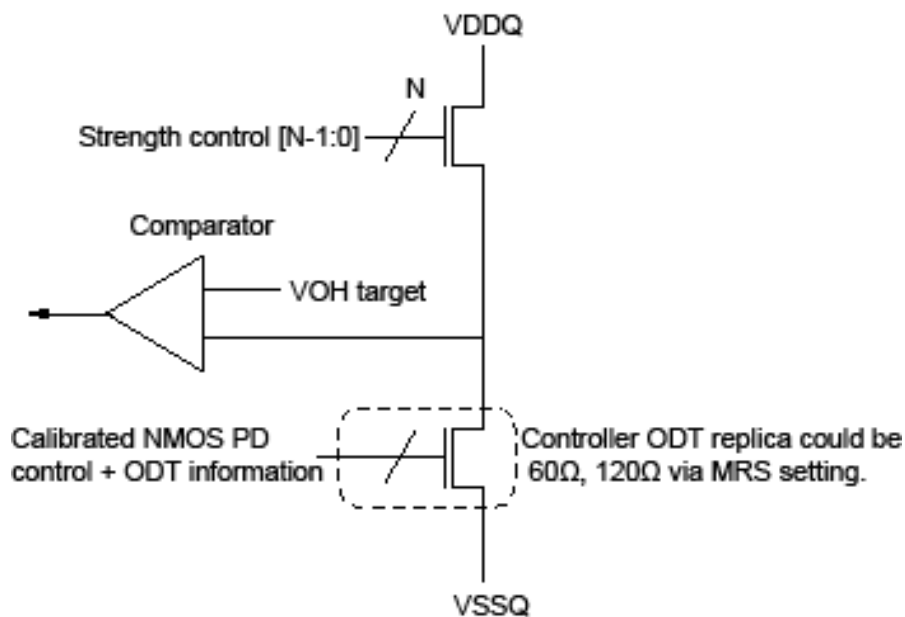 VDDQ
N
Strength control [N-1:0]
Comparator
VOH target
Calibrated NMOS PD
control + ODT information
Controller ODT replica could be
60Ω, 120Ω via MRS setting.
VSSQ